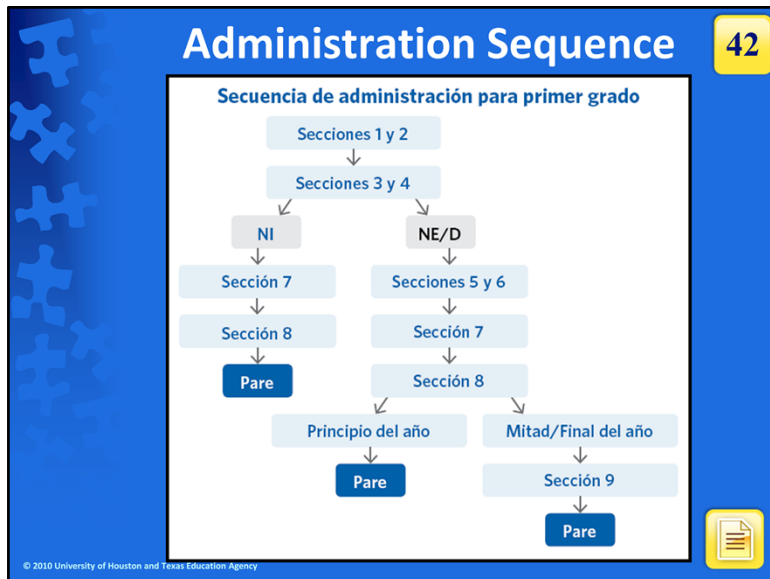 Administration Sequence
42
Secuencia de administración para primer grado
Secciones 1 y 2
Secciones 3 y 4
NI
NE/D
Sección 7
Secciones 5 y 6
Sección 8
Sección 7
Pare
Sección 8
Principio del año
Mitad/Final del año
Pare
Sección 9
Pare
© 2010 University of Houston and Texas Education Agency